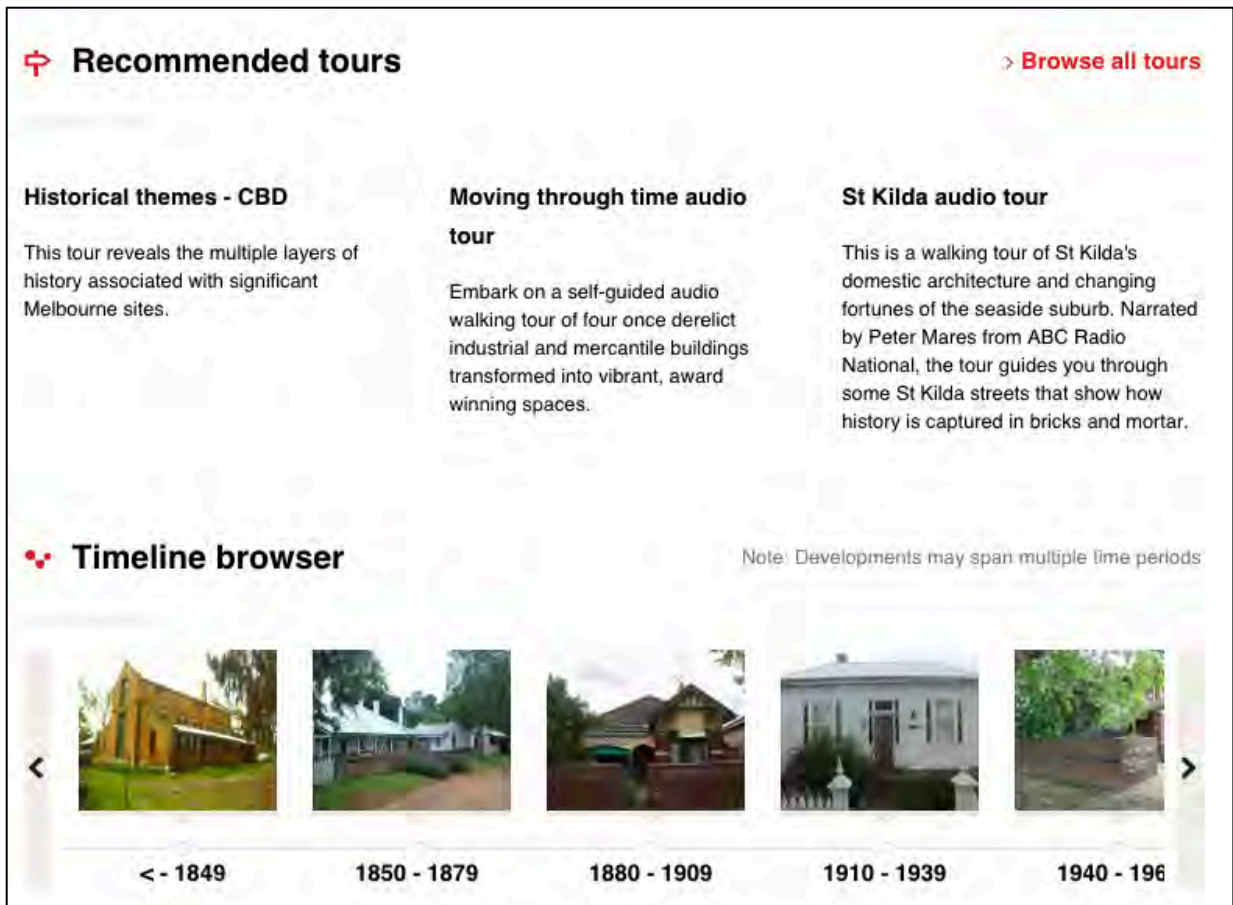 Recommended tours
> Browse all tours
Historical themes - CBD
This tour reveals the multiple layers of
history associated with significant
Melbourne sites.
Moving through time audio
tour
Embark on a self-guided audio
walking tour of four once derelict
industrial and mercantile buildings
transformed into vibrant, award
winning spaces.
St Kilda audio tour
This is a walking tour of St Kilda's
domestic architecture and changing
fortunes of the seaside suburb. Narrated
by Peter Mares from ABC Radio
National, the tour guides you through
some St Kilda streets that show how
history is captured in bricks and mortar.
Timeline browser
Note: Developments may span multiple time periods
< - 1849
1850 - 1879
1880 - 1909
1910 - 1939
1940 - 196